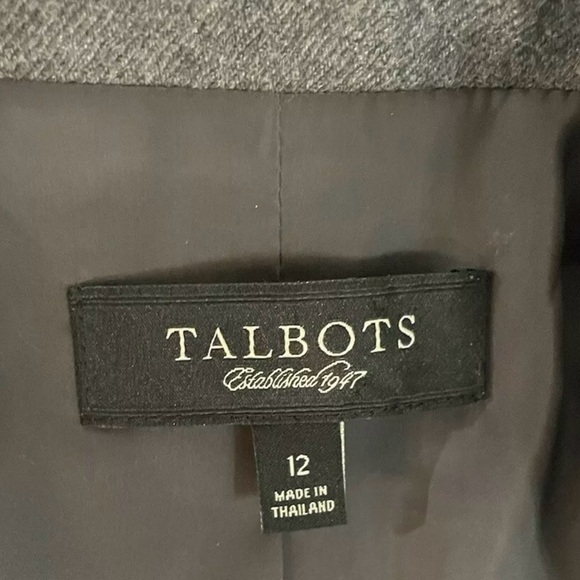 TALBOTS
Established 1947
12
MADE IN
THAILAND